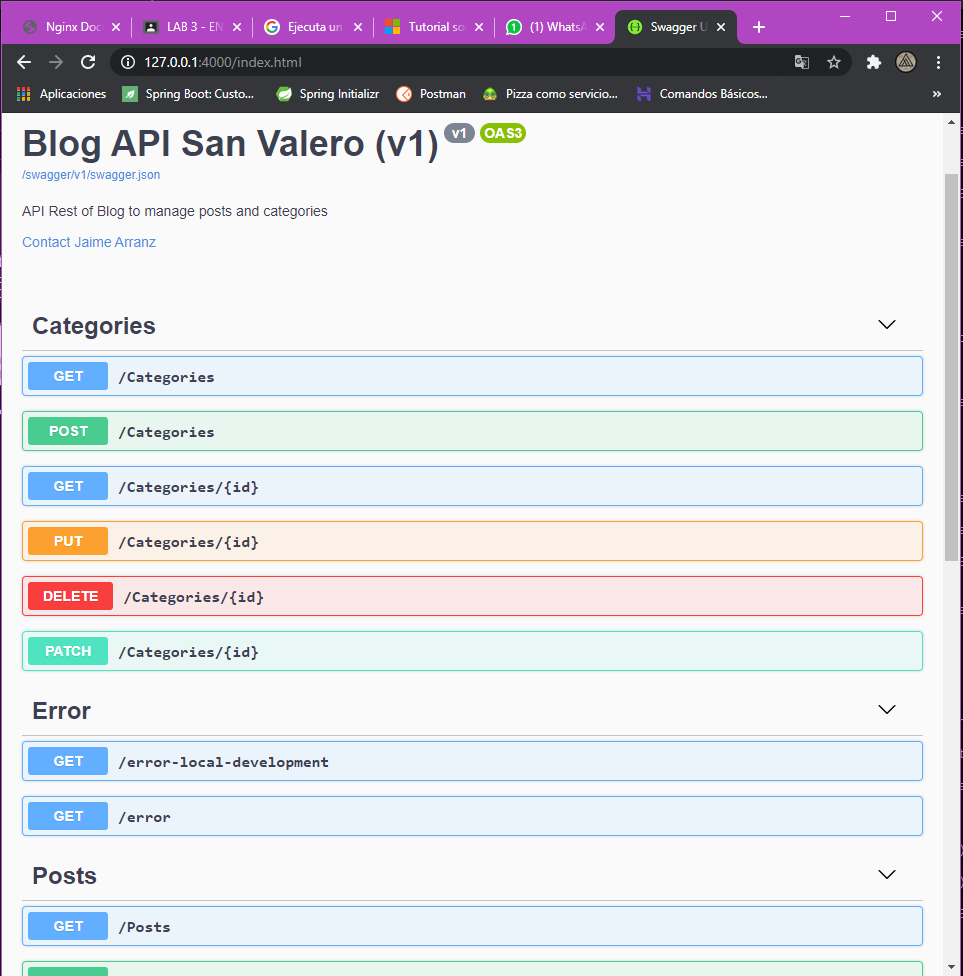 Nginx Doc
LAB 3 - EN
Ejecuta un
Tutorial so
(1) WhatsA
Swagger U
127.0.0.1:4000/index.html
Aplicaciones
Spring Boot: Custo...
Spring Initializr
Postman
Pizza como servicio...
Comandos Básicos...
»
Blog API San Valero (v1) v1 OAS3
/swagger/v1/swagger.json
API Rest of Blog to manage posts and categories
Contact Jaime Arranz
Categories
GET /Categories
POST /Categories
GET /Categories/{id}
PUT /Categories/{id}
DELETE /Categories/{id}
PATCH /Categories/{id}
Error
GET /error-local-development
GET /error
Posts
GET /Posts